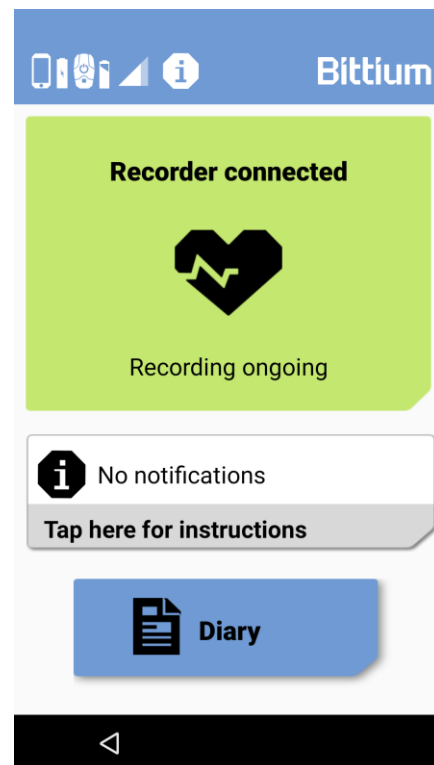 Bittium
Recorder connected
Recording ongoing
No notifications
Tap here for instructions
Diary